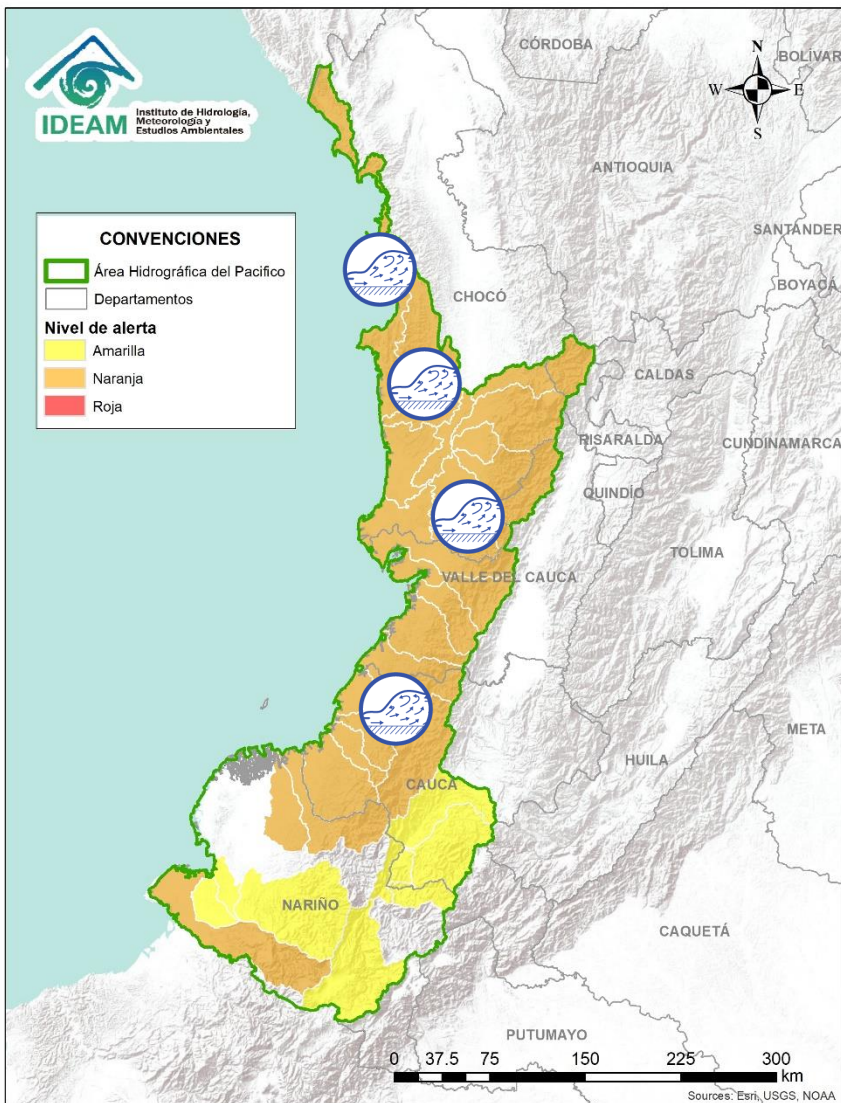 IDEAM
Instituto de Hidrología,
Meteorología y
Estudios Ambientales
CÓRDOBA
BOLÍVAR
N
W E
S
ANTIOQUIA
SANTANDER
BOYACÁ
CONVENCIONES
Área Hidrográfica del Pacifico
Departamentos
Nivel de alerta
Amarilla
Naranja
Roja
CHOCÓ
CALDAS
RISARALDA
CUNDINAMARCA
QUINDÍO
TOLIMA
VALLE DEL CAUCA
META
HUILA
CAUCA
NARIÑO
CAQUETÁ
PUTUMAYO
0 37.5 75 150 225 300
km
Sources: Esri, USGS, NOAA